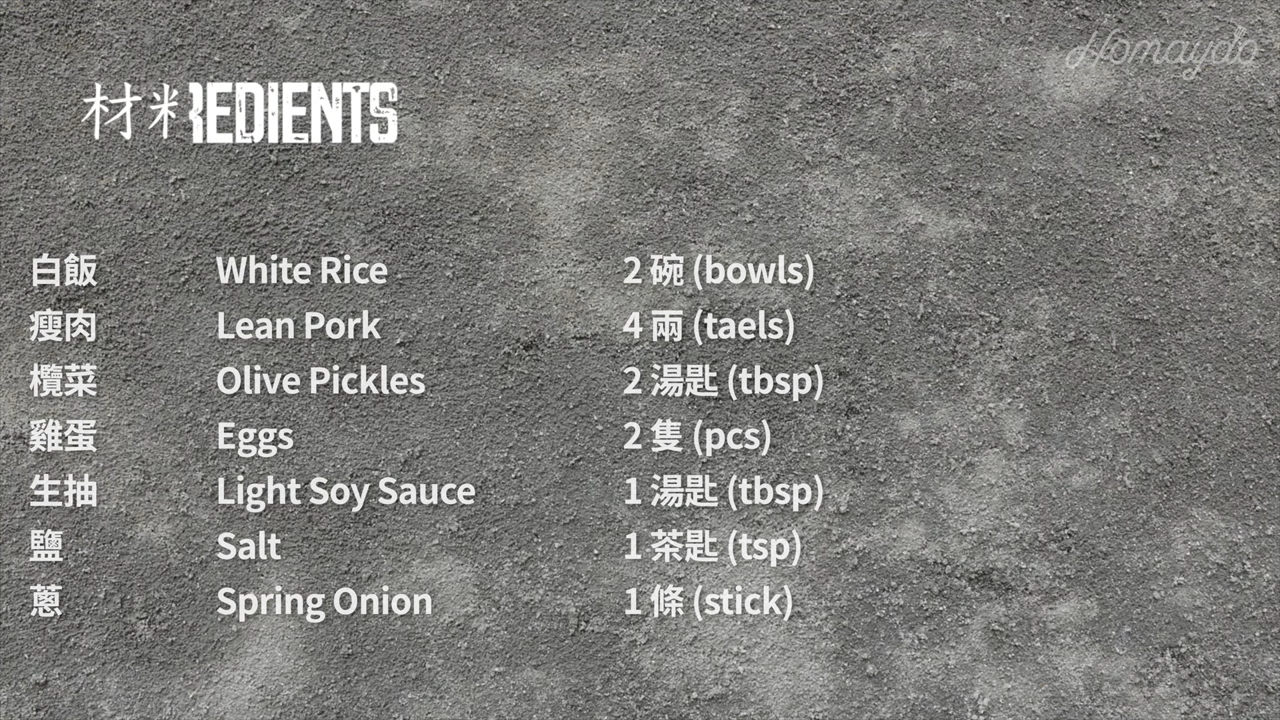 Homaydo
材料REDIENTS
白飯 White Rice 2 碗 (bowls)
瘦肉 Lean Pork 4 兩 (taels)
欖菜 Olive Pickles 2 湯匙 (tbsp)
雞蛋 Eggs 2 隻 (pcs)
生抽 Light Soy Sauce 1 湯匙 (tbsp)
鹽 Salt 1 茶匙 (tsp)
蔥 Spring Onion 1 條 (stick)